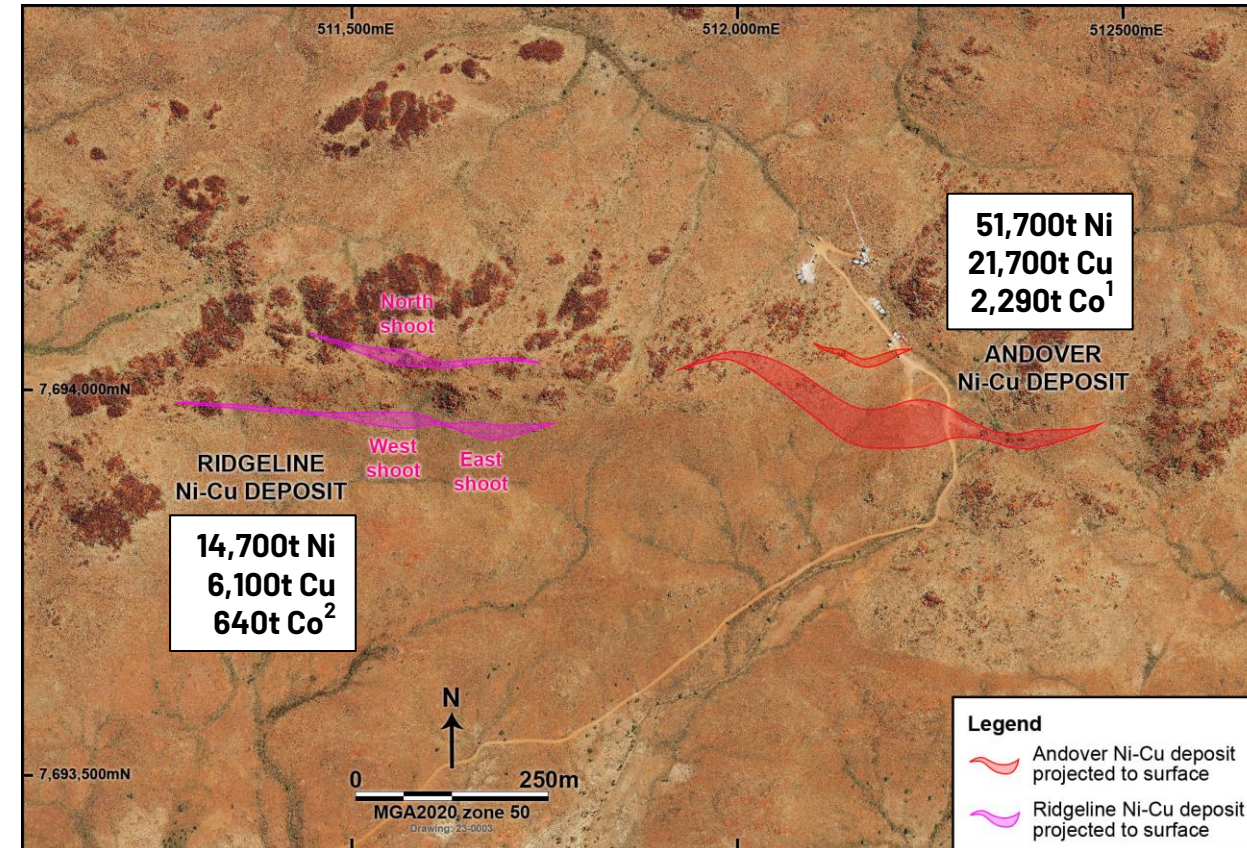 511,500mE
512,000mE
512500mE
51,700t Ni
21,700t Cu
2,290t Co¹
ANDOVER
Ni-Cu DEPOSIT
North
shoot
7,694,000mN
West
shoot
East
shoot
RIDGELINE
Ni-Cu DEPOSIT
14,700t Ni
6,100t Cu
640t Co²
N
0 250m
MGA2020 zone 50
Drawing: 23-0003
7,693,500mN
Legend
Andover Ni-Cu deposit
projected to surface
Ridgeline Ni-Cu deposit
projected to surface